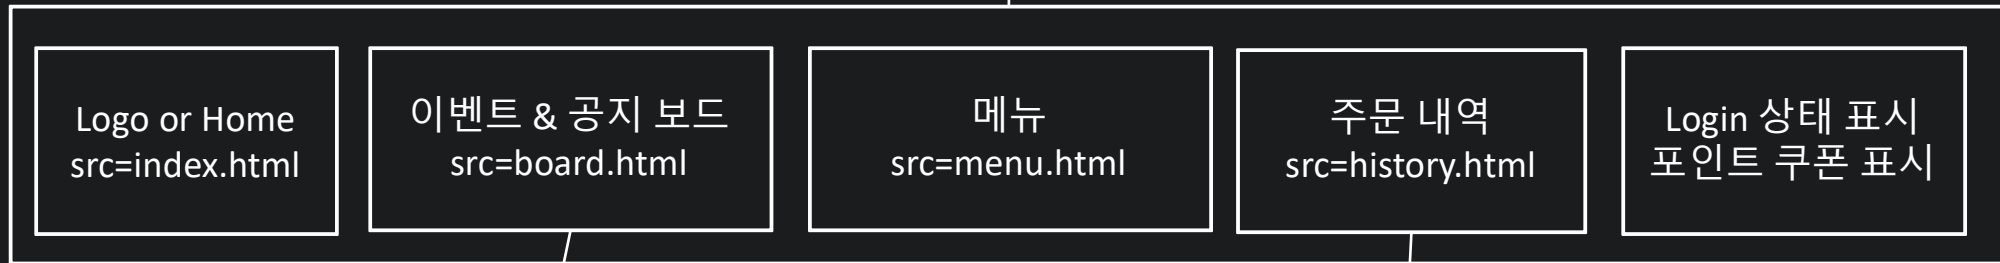 Logo or Home
src=index.html
이벤트 & 공지 보드
src=board.html
메뉴
src=menu.html
주문 내역
src=history.html
Login 상태 표시
포인트 쿠폰 표시